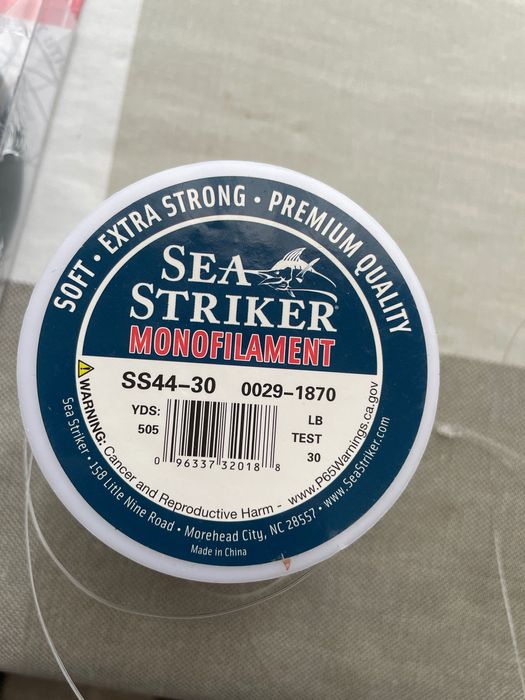 SOFT • EXTRA STRONG • PREMIUM QUALITY
SEA
STRIKER®
MONOFILAMENT
SS44-30 0029-1870
YDS:
505
LB
TEST
30
0 96337 32018 8
WARNING: Cancer and Reproductive Harm - www.P65Warnings.ca.gov
Sea Striker • 158 Little Nine Road • Morehead City, NC 28557 • www.SeaStriker.com
Made in China